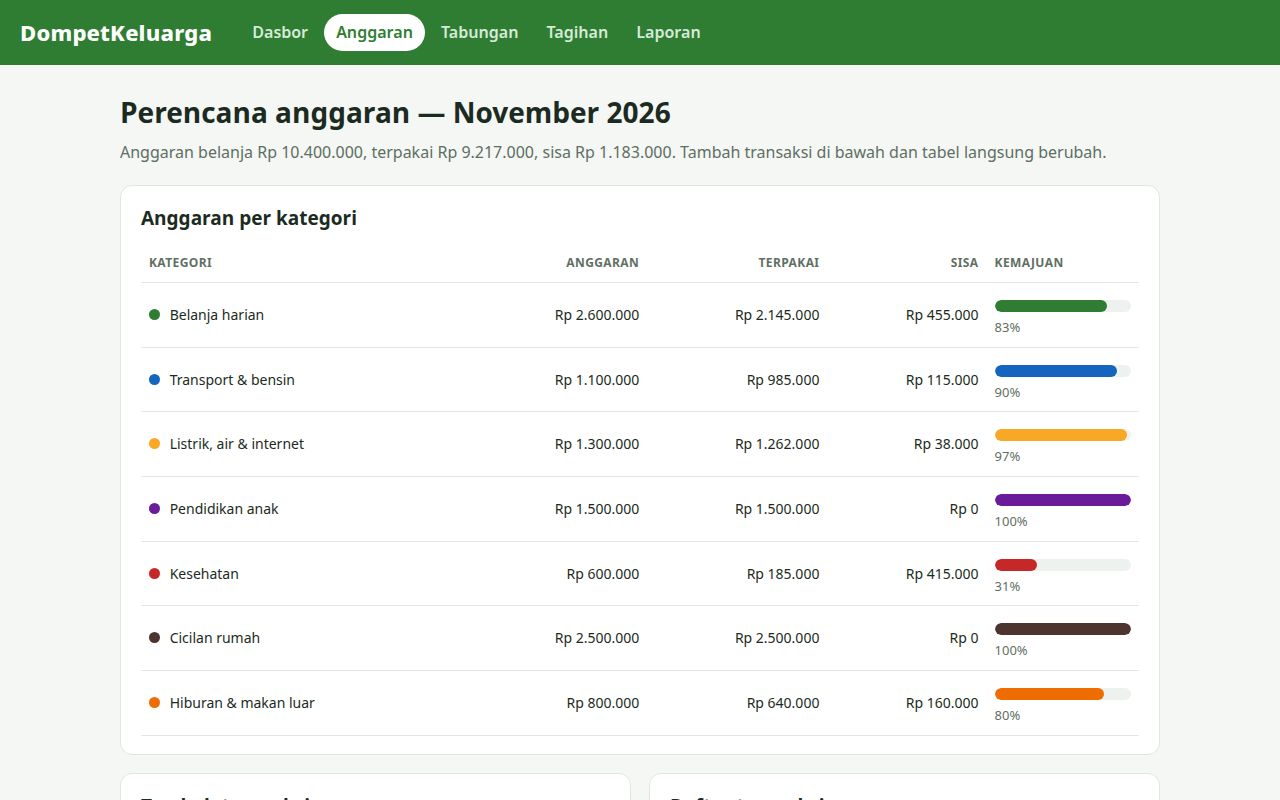 DompetKeluarga Dasbor Anggaran Tabungan Tagihan Laporan
Perencana anggaran — November 2026
Anggaran belanja Rp 10.400.000, terpakai Rp 9.217.000, sisa Rp 1.183.000. Tambah transaksi di bawah dan tabel langsung berubah.
Anggaran per kategori
KATEGORI ANGGARAN TERPAKAI SISA KEMAJUAN
Belanja harian Rp 2.600.000 Rp 2.145.000 Rp 455.000 83%
Transport & bensin Rp 1.100.000 Rp 985.000 Rp 115.000 90%
Listrik, air & internet Rp 1.300.000 Rp 1.262.000 Rp 38.000 97%
Pendidikan anak Rp 1.500.000 Rp 1.500.000 Rp 0 100%
Kesehatan Rp 600.000 Rp 185.000 Rp 415.000 31%
Cicilan rumah Rp 2.500.000 Rp 2.500.000 Rp 0 100%
Hiburan & makan luar Rp 800.000 Rp 640.000 Rp 160.000 80%